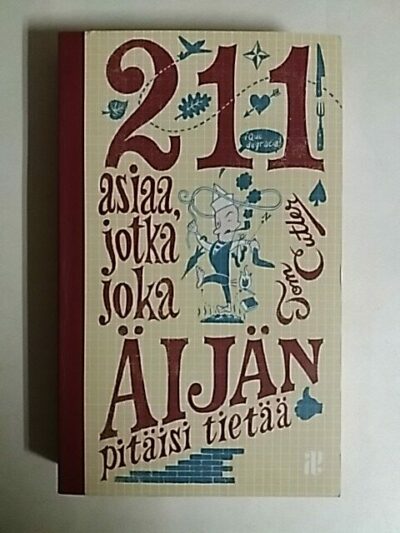 211
¡Qué
desgracia!
asiaa,
jotka
joka
Tom Cutler
ÄIJÄN
pitäisi tietää